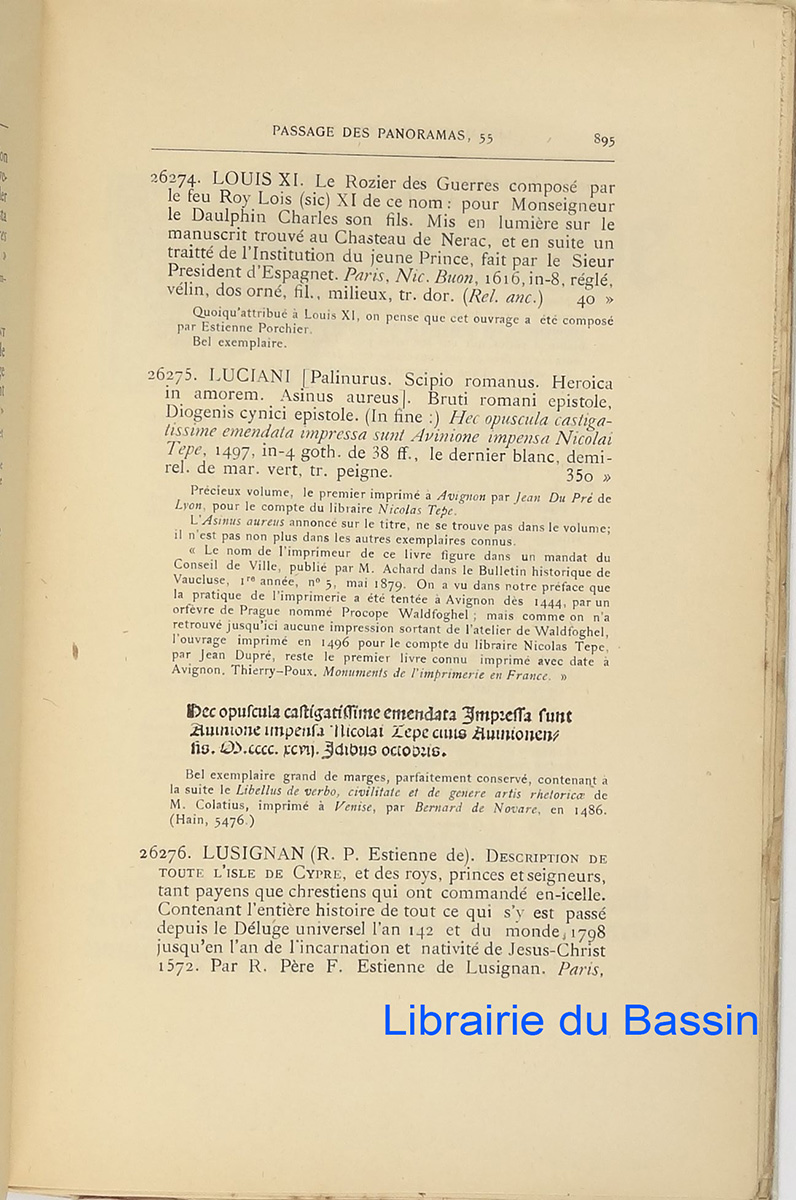 PASSAGE DES PANORAMAS, 55 895
26274. LOUIS XI. Le Rozier des Guerres composé par
le feu Roy Lois (sic) XI de ce nom : pour Monseigneur
le Daulphin Charles son fils. Mis en lumière sur le
manuscrit trouvé au Chasteau de Nerac, et en suite un
traitté de l'Institution du jeune Prince, fait par le Sieur
President d'Espagnet. Paris, Nic. Buon, 1616, in-8, réglé,
vélin, dos orné, fil., milieux, tr. dor. (Rel. anc.) 40 »
Quoiqu'attribué à Louis XI, on pense que cet ouvrage a été composé
par Estienne Porchier.
Bel exemplaire.
26275. LUCIANI [Palinurus. Scipio romanus. Heroica
in amorem. Asinus aureus]. Bruti romani epistole,
Diogenis cynici epistole. (In fine :) Hec opuscula castiga-
tissime emendata impressa sunt Avinione impensa Nicolai
Tepe, 1497, in-4 goth. de 38 ff., le dernier blanc, demi-
rel. de mar. vert, tr. peigne. 350 »
Précieux volume, le premier imprimé à Avignon par Jean Du Pré de
Lyon, pour le compte du libraire Nicolas Tepe.
L'Asinus aureus annoncé sur le titre, ne se trouve pas dans le volume;
il n'est pas non plus dans les autres exemplaires connus.
« Le nom de l'imprimeur de ce livre figure dans un mandat du
Conseil de Ville, publié par M. Achard dans le Bulletin historique de
Vaucluse, 1re année, n° 5, mai 1879. On a vu dans notre préface que
la pratique de l'imprimerie a été tentée à Avignon dès 1444, par un
orfèvre de Prague nommé Procope Waldfoghel ; mais comme on n'a
retrouvé jusqu'ici aucune impression sortant de l'atelier de Waldfoghel,
l'ouvrage imprimé en 1496 pour le compte du libraire Nicolas Tepe,
par Jean Dupré, reste le premier livre connu imprimé avec date à
Avignon. Thierry-Poux. Monuments de l'imprimerie en France. »
Hec opuscula castigatissime emendata Impressa sunt
Auinione impensa Nicolai Tepe ciuis Auinionen/
sis. M.cccc. xcvij. Idibus octobris.
Bel exemplaire grand de marges, parfaitement conservé, contenant à
la suite le Libellus de verbo, civilitate et de genere artis rhetoricæ de
M. Colatius, imprimé à Venise, par Bernard de Novare, en 1486.
(Hain, 5476.)
26276. LUSIGNAN (R. P. Estienne de). DESCRIPTION DE
TOUTE L'ISLE DE CYPRE, et des roys, princes et seigneurs,
tant payens que chrestiens qui ont commandé en-icelle.
Contenant l'entière histoire de tout ce qui s'y est passé
depuis le Déluge universel l'an 142 et du monde, 1798
jusqu'en l'an de l'incarnation et nativité de Jesus-Christ
1572. Par R. Père F. Estienne de Lusignan. Paris,
Librairie du Bassin